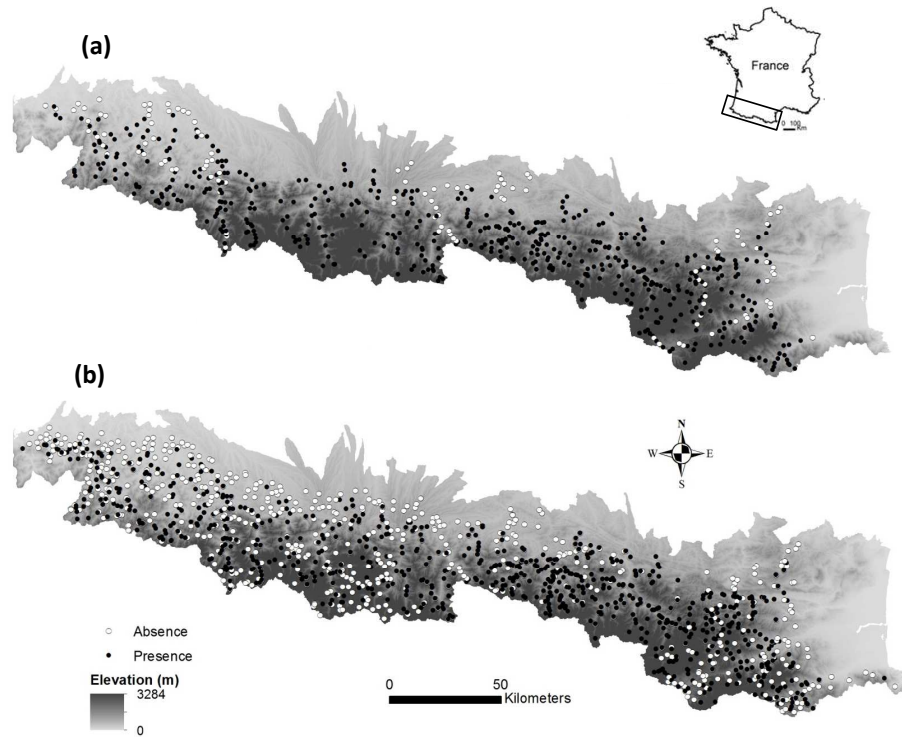 (a)
France
0 100
Km
(b)
N
W E
S
Absence
Presence
Elevation (m)
3284
0
0 50
Kilometers